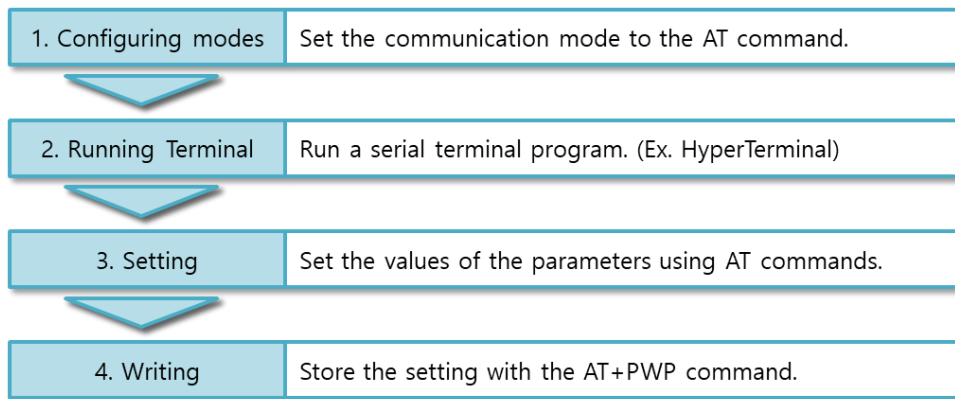 1. Configuring modes
Set the communication mode to the AT command.
2. Running Terminal
Run a serial terminal program. (Ex. HyperTerminal)
3. Setting
Set the values of the parameters using AT commands.
4. Writing
Store the setting with the AT+PWP command.